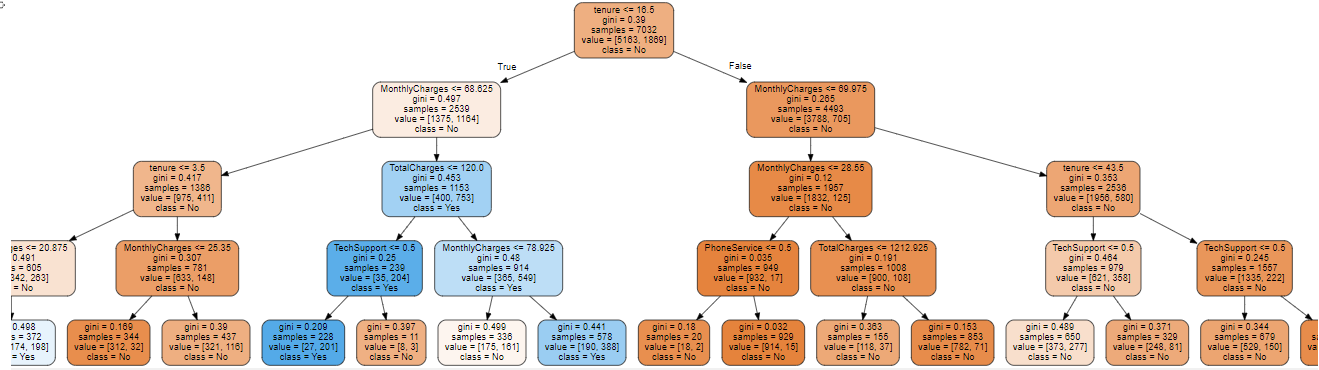 tenure <= 16.5
gini = 0.39
samples = 7032
value = [5163, 1869]
class = No
True
False
MonthlyCharges <= 68.625
gini = 0.497
samples = 2539
value = [1375, 1164]
class = No
MonthlyCharges <= 69.975
gini = 0.265
samples = 4493
value = [3788, 705]
class = No
tenure <= 3.5
gini = 0.417
samples = 1386
value = [975, 411]
class = No
TotalCharges <= 120.0
gini = 0.453
samples = 1153
value = [400, 753]
class = Yes
MonthlyCharges <= 28.55
gini = 0.12
samples = 1957
value = [1832, 125]
class = No
tenure <= 43.5
gini = 0.353
samples = 2536
value = [1956, 580]
class = No
ges <= 20.875
0.491
s = 605
342, 263]
= No
MonthlyCharges <= 25.35
gini = 0.307
samples = 781
value = [633, 148]
class = No
TechSupport <= 0.5
gini = 0.25
samples = 239
value = [35, 204]
class = Yes
MonthlyCharges <= 78.925
gini = 0.48
samples = 914
value = [365, 549]
class = Yes
PhoneService <= 0.5
gini = 0.035
samples = 949
value = [932, 17]
class = No
TotalCharges <= 1212.925
gini = 0.191
samples = 1008
value = [900, 108]
class = No
TechSupport <= 0.5
gini = 0.464
samples = 979
value = [621, 358]
class = No
TechSupport <= 0.5
gini = 0.245
samples = 1557
value = [1335, 222]
class = No
0.498
s = 372
174, 198]
= Yes
gini = 0.169
samples = 344
value = [312, 32]
class = No
gini = 0.39
samples = 437
value = [321, 116]
class = No
gini = 0.209
samples = 228
value = [27, 201]
class = Yes
gini = 0.397
samples = 11
value = [8, 3]
class = No
gini = 0.499
samples = 336
value = [175, 161]
class = No
gini = 0.441
samples = 578
value = [190, 388]
class = Yes
gini = 0.18
samples = 20
value = [18, 2]
class = No
gini = 0.032
samples = 929
value = [914, 15]
class = No
gini = 0.363
samples = 155
value = [118, 37]
class = No
gini = 0.153
samples = 853
value = [782, 71]
class = No
gini = 0.489
samples = 650
value = [373, 277]
class = No
gini = 0.371
samples = 329
value = [248, 81]
class = No
gini = 0.344
samples = 679
value = [529, 150]
class = No